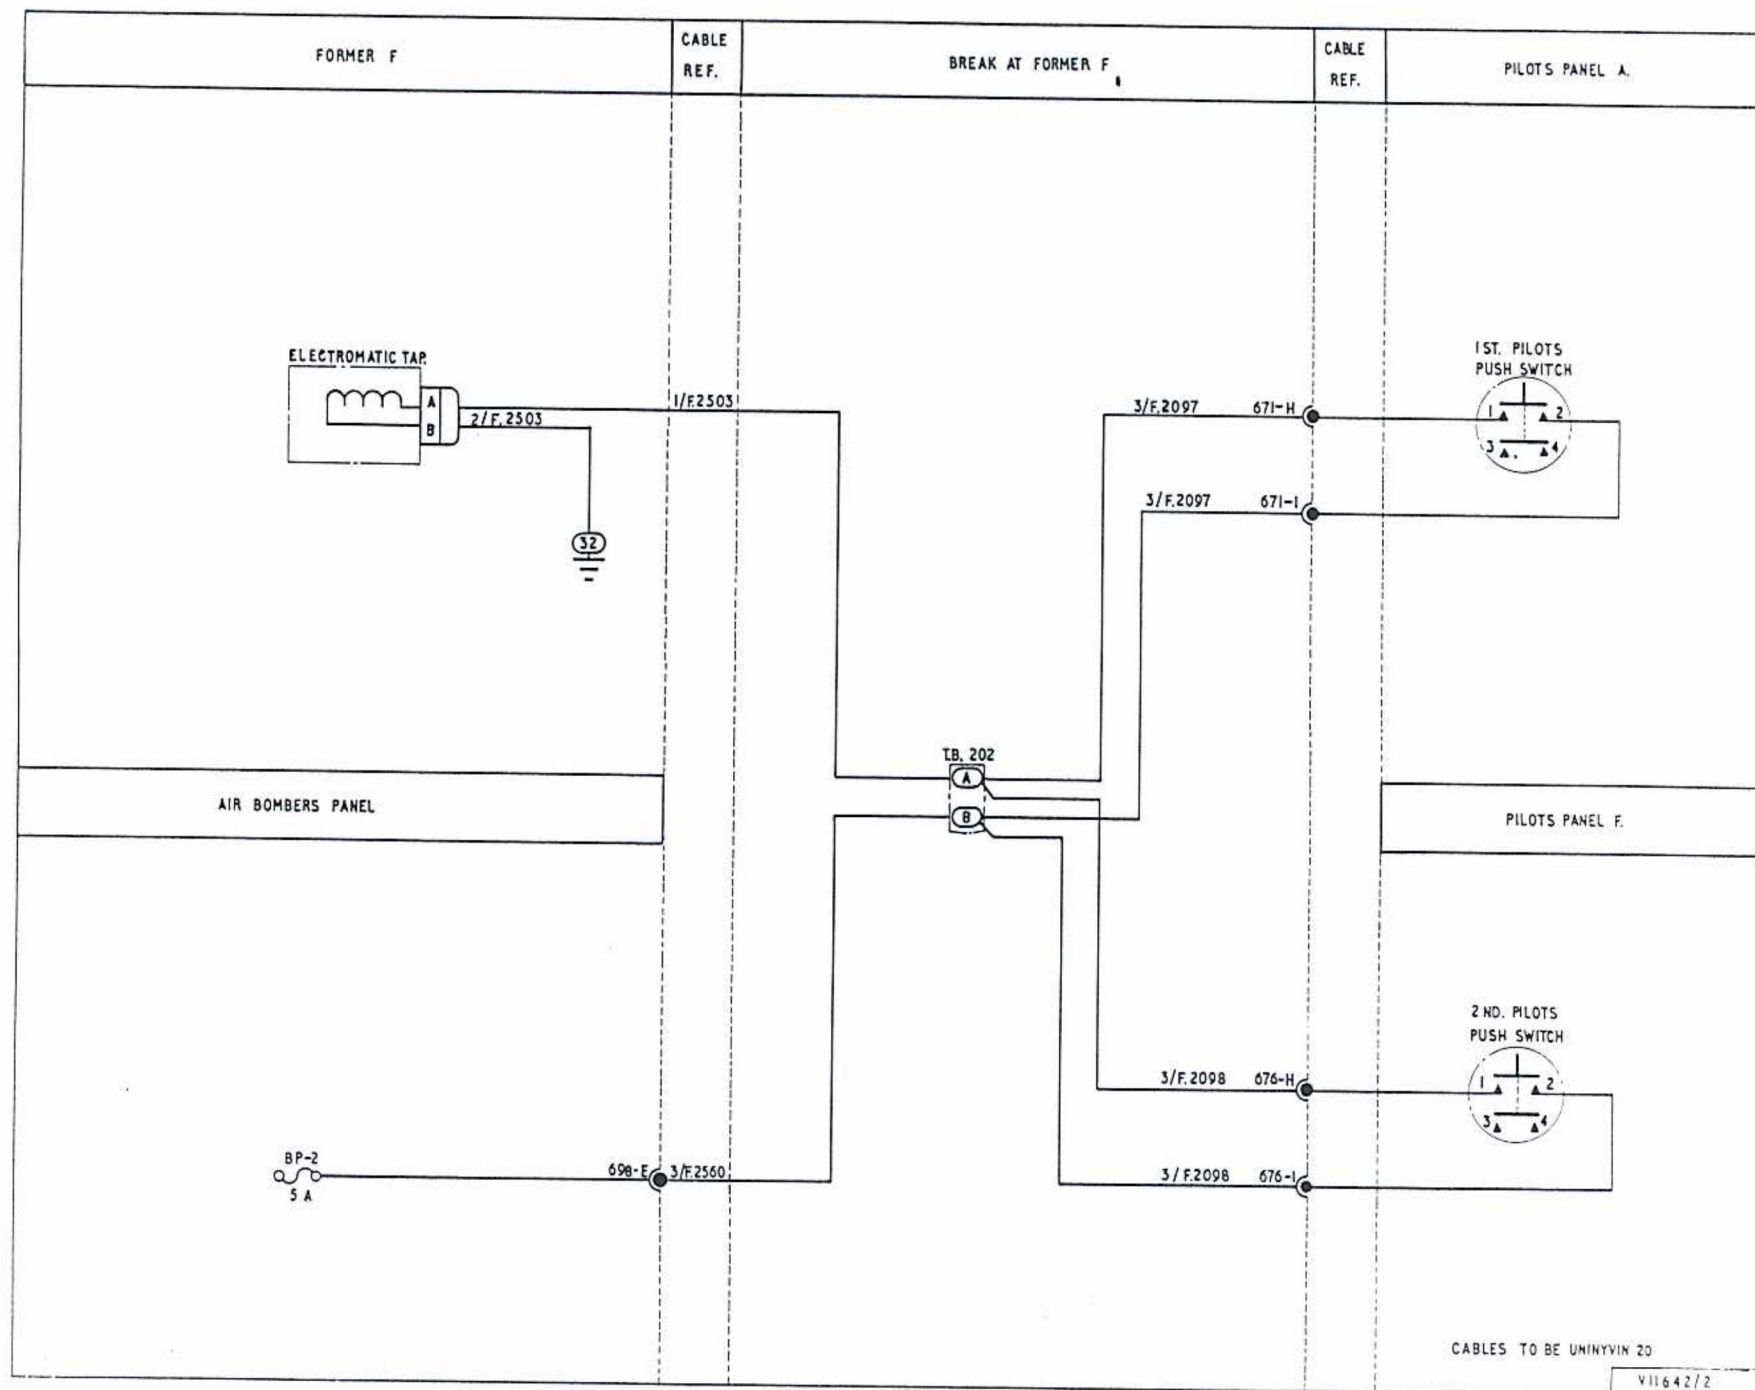 FORMER F
CABLE
REF.
BREAK AT FORMER F
CABLE
REF.
PILOTS PANEL A.
ELECTROMATIC TAP.
A
B
1/F.2503
2/F.2503
32
3/F.2097 671-H
3/F.2097 671-I
1ST. PILOTS
PUSH SWITCH
1 2
3 4
T.B. 202
A
B
AIR BOMBERS PANEL
PILOTS PANEL F.
2ND. PILOTS
PUSH SWITCH
1 2
3 4
3/F.2098 676-H
3/F.2098 676-I
BP-2
5 A
698-E 3/F.2560
CABLES TO BE UNINYVIN 20
V11642/2